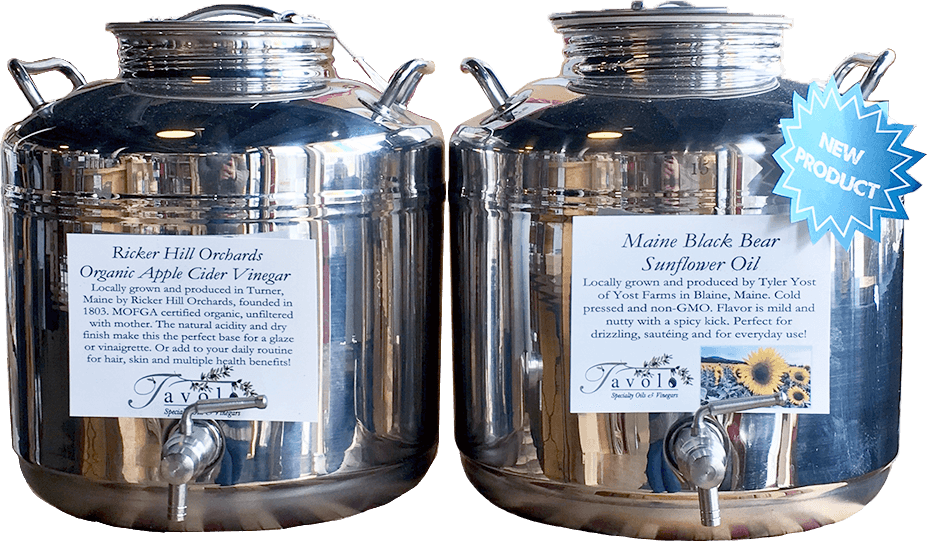 Ricker Hill Orchards
Organic Apple Cider Vinegar
Locally grown and produced in Turner,
Maine by Ricker Hill Orchards, founded in
1803. MOFGA certified organic, unfiltered
with mother. The natural acidity and dry
finish make this the perfect base for a glaze
or vinaigrette. Or add to your daily routine
for hair, skin and multiple health benefits!
Tavolo
Specialty Oils & Vinegars
NEW
PRODUCT
Maine Black Bear
Sunflower Oil
Locally grown and produced by Tyler Yost
of Yost Farms in Blaine, Maine. Cold
pressed and non-GMO. Flavor is mild and
nutty with a spicy kick. Perfect for
drizzling, sautéing and for everyday use!
Tavolo
Specialty Oils & Vinegars